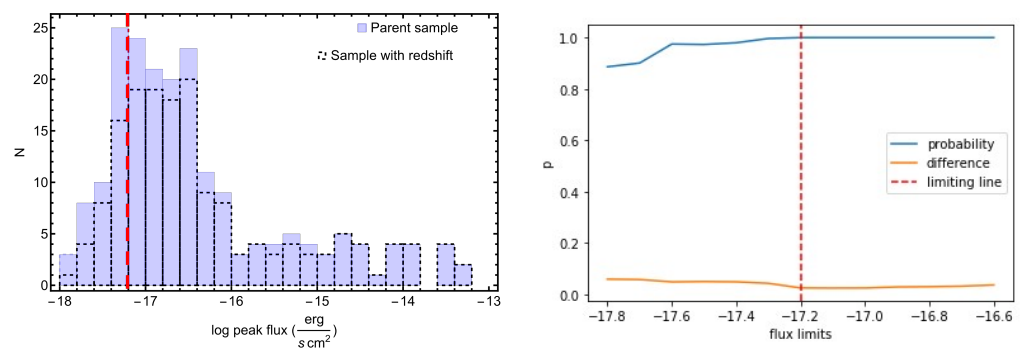 25
20
15
10
5
0
N
Parent sample
Sample with redshift
−18 −17 −16 −15 −14 −13
log peak flux (erg / s cm²)
1.0
0.8
0.6
0.4
0.2
0.0
p
probability
difference
limiting line
−17.8 −17.6 −17.4 −17.2 −17.0 −16.8 −16.6
flux limits